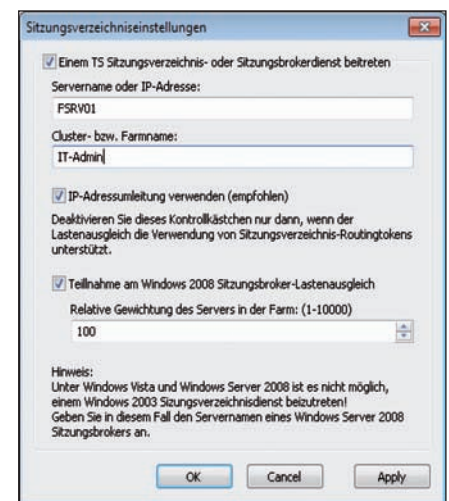 Sitzungsverzeichniseinstellungen
Einem TS Sitzungsverzeichnis- oder Sitzungsbrokerdienst beitreten
Servername oder IP-Adresse:
FSRV01
Cluster- bzw. Farmname:
IT-Admin
IP-Adressumleitung verwenden (empfohlen)
Deaktivieren Sie dieses Kontrollkästchen nur dann, wenn der
Lastenausgleich die Verwendung von Sitzungsverzeichnis-Routingtokens
unterstützt.
Teilnahme am Windows 2008 Sitzungsbroker-Lastenausgleich
Relative Gewichtung des Servers in der Farm: (1-10000)
100
Hinweis:
Unter Windows Vista und Windows Server 2008 ist es nicht möglich,
einem Windows 2003 Sizungsverzeichnisdienst beizutreten!
Geben Sie in diesem Fall den Servernamen eines Windows Server 2008
Sitzungsbrokers an.
OK Cancel Apply